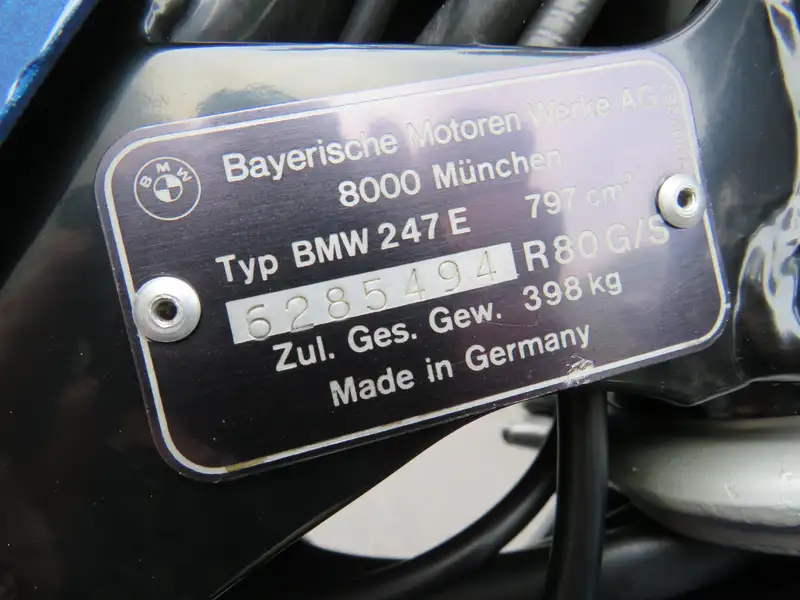 BMW
Bayerische Motoren Werke AG
8000 München
Typ BMW 247 E 797 cm³
6285494 R80 G/S
Zul. Ges. Gew. 398 kg
Made in Germany